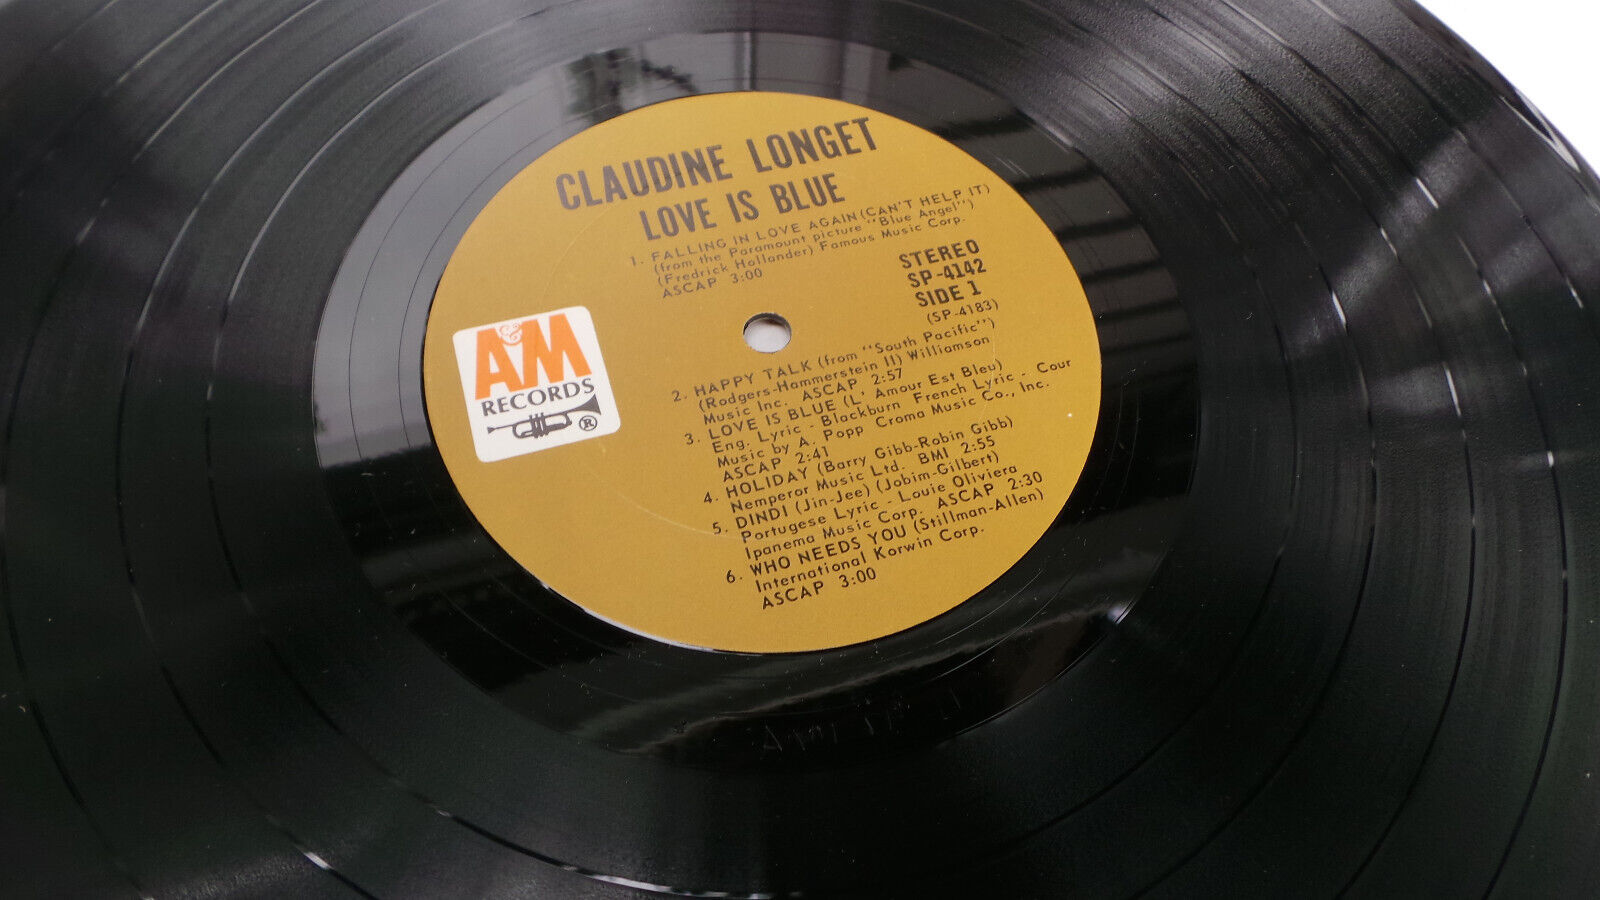 CLAUDINE LONGET
LOVE IS BLUE
1. FALLING IN LOVE AGAIN (CAN'T HELP IT)
(from the Paramount picture "Blue Angel")
(Fredrick Hollander) Famous Music Corp.
ASCAP 3:00
STEREO
SP-4142
SIDE 1
(SP-4183)
A&M
RECORDS
®
2. HAPPY TALK (from "South Pacific")
(Rodgers-Hammerstein II) Williamson
Music Inc. ASCAP 2:57
3. LOVE IS BLUE (L' Amour Est Bleu)
Eng. Lyric - Blackburn French Lyric - Cour
Music by A. Popp Croma Music Co., Inc.
ASCAP 2:41
4. HOLIDAY (Barry Gibb-Robin Gibb)
Nemperor Music Ltd. BMI 2:55
5. DINDI (Jin-Jee) (Jobim-Gilbert)
Portugese Lyric - Louie Oliviera
Ipanema Music Corp. ASCAP 2:30
6. WHO NEEDS YOU (Stillman-Allen)
International Korwin Corp.
ASCAP 3:00